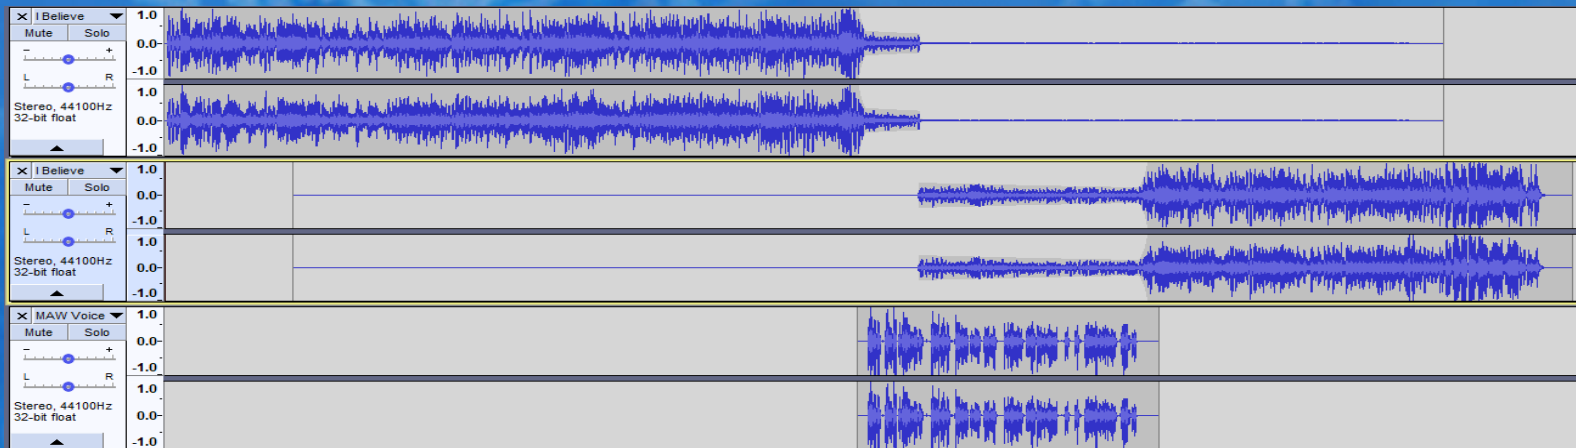 I Believe
Mute Solo
- +
L R
Stereo, 44100Hz
32-bit float
1.0
0.0-
-1.0
1.0
0.0-
-1.0
I Believe
Mute Solo
- +
L R
Stereo, 44100Hz
32-bit float
1.0
0.0-
-1.0
1.0
0.0-
-1.0
MAW Voice
Mute Solo
- +
L R
Stereo, 44100Hz
32-bit float
1.0
0.0-
-1.0
1.0
0.0-
-1.0